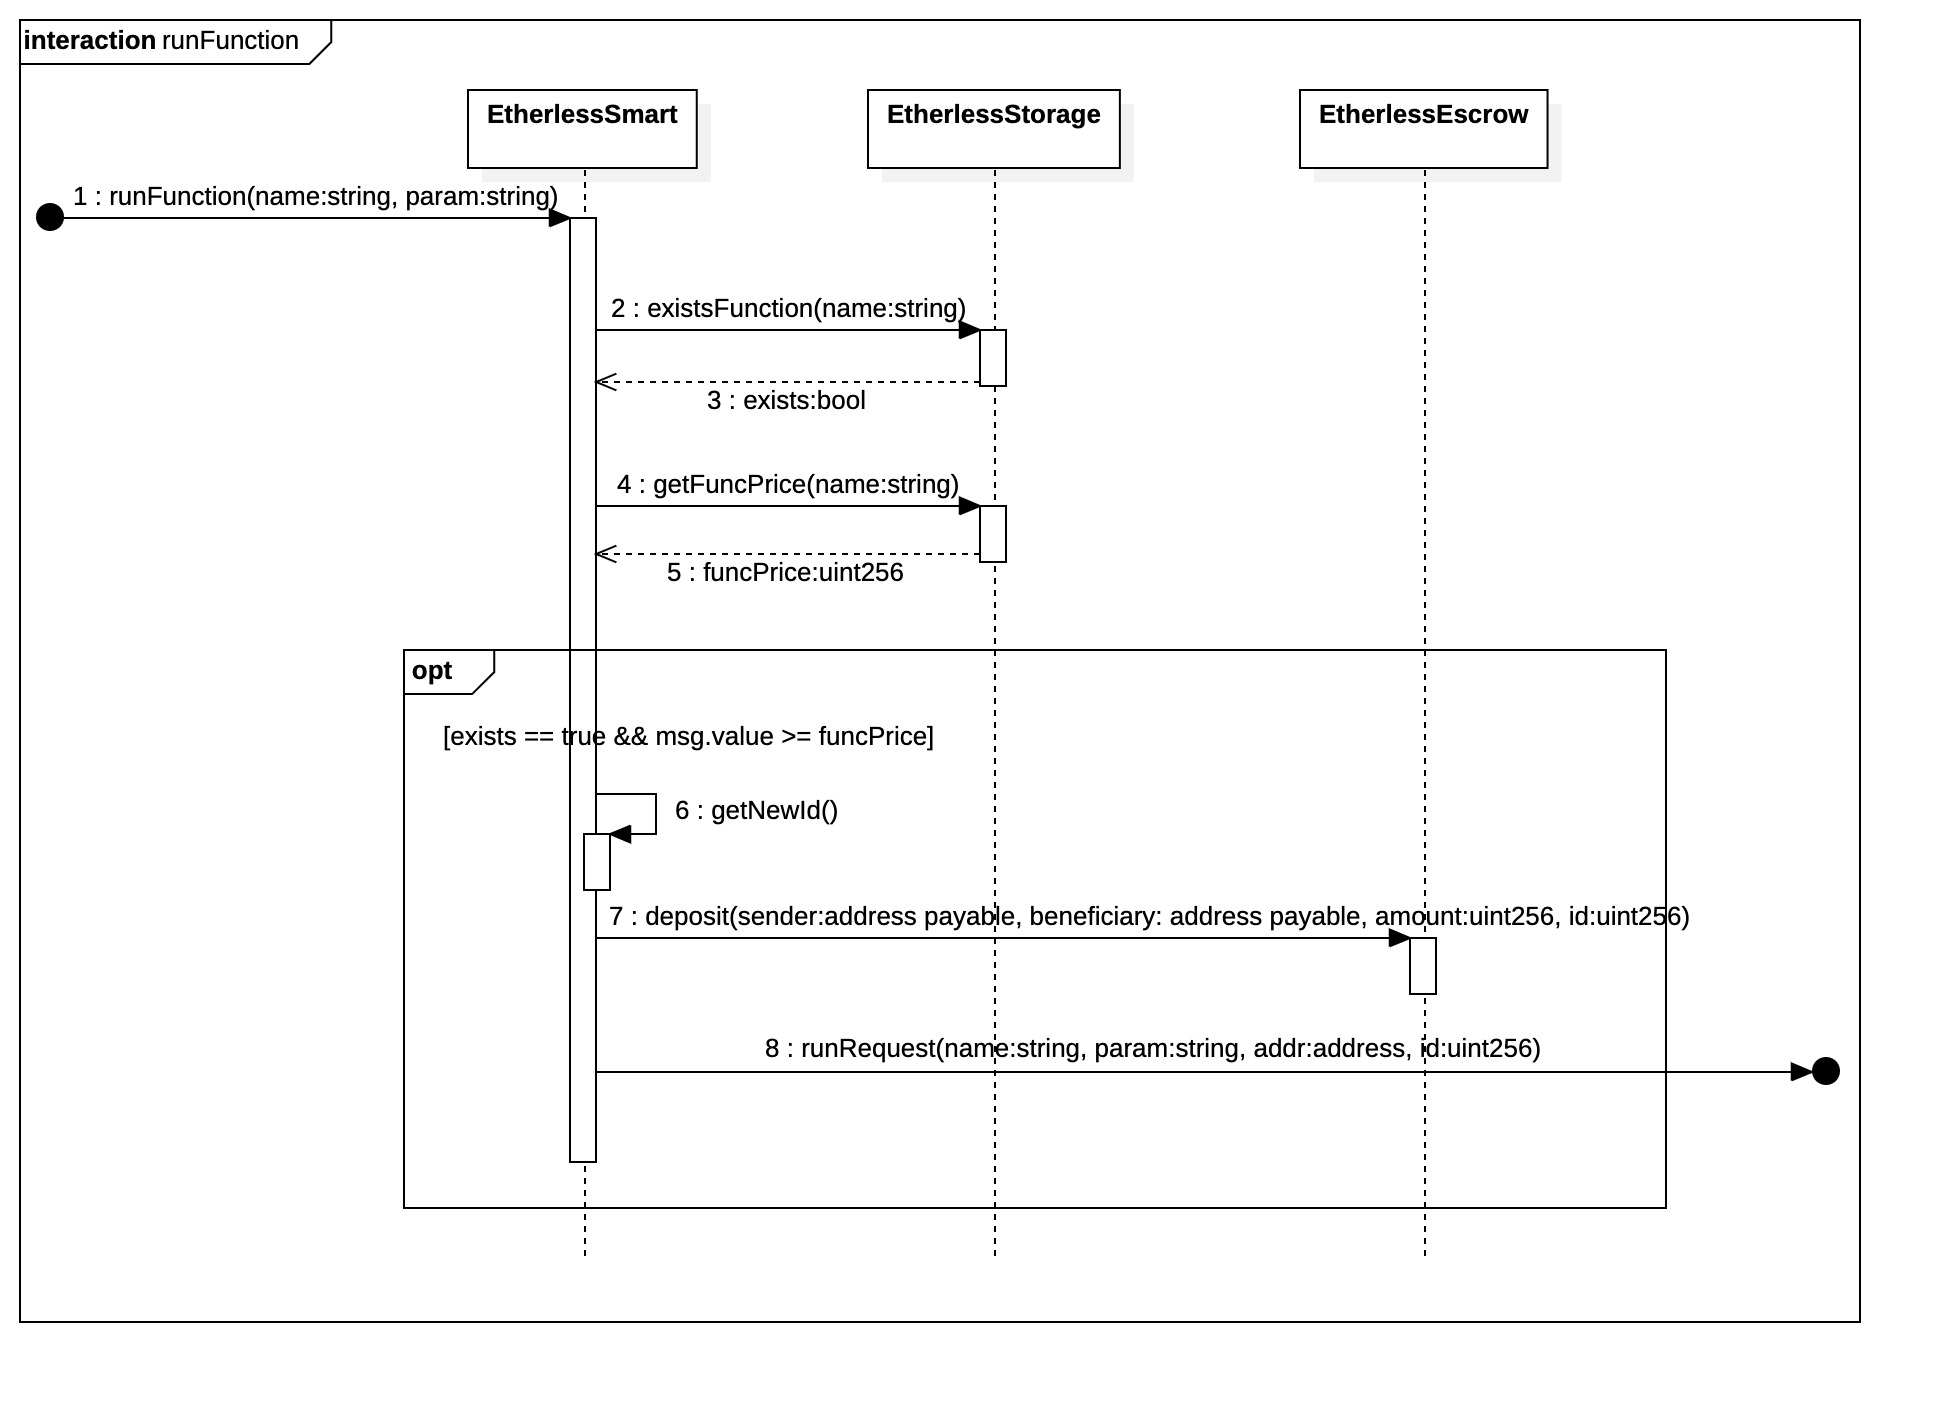 interaction runFunction
EtherlessSmart
EtherlessStorage
EtherlessEscrow
1 : runFunction(name:string, param:string)
2 : existsFunction(name:string)
3 : exists:bool
4 : getFuncPrice(name:string)
5 : funcPrice:uint256
opt
[exists == true && msg.value >= funcPrice]
6 : getNewId()
7 : deposit(sender:address payable, beneficiary: address payable, amount:uint256, id:uint256)
8 : runRequest(name:string, param:string, addr:address, id:uint256)